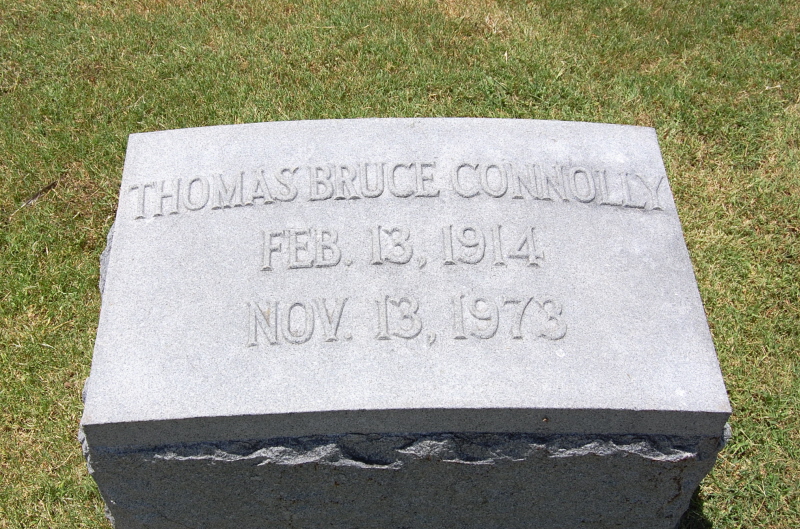 THOMAS BRUCE CONNOLLY
FEB. 13, 1914
NOV. 13, 1973